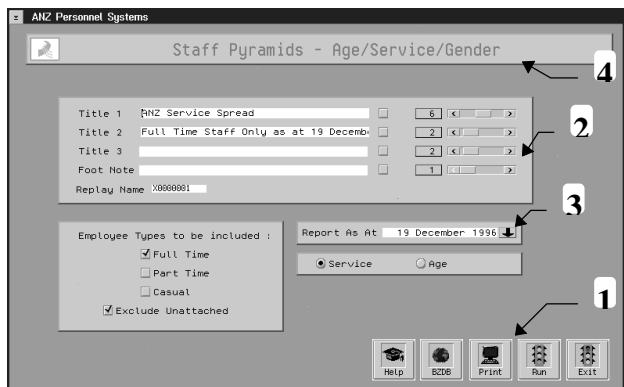 ANZ Personnel Systems
Staff Pyramids - Age/Service/Gender
4
Title 1 ANZ Service Spread 6
Title 2 Full Time Staff Only as at 19 Decemb 2
2
Title 3 2
Foot Note 1
Replay Name X0000001
3
Employee Types to be included :
Full Time
Part Time
Casual
Exclude Unattached
Report As At 19 December 1996
Service Age
1
Help BZDB Print Run Exit